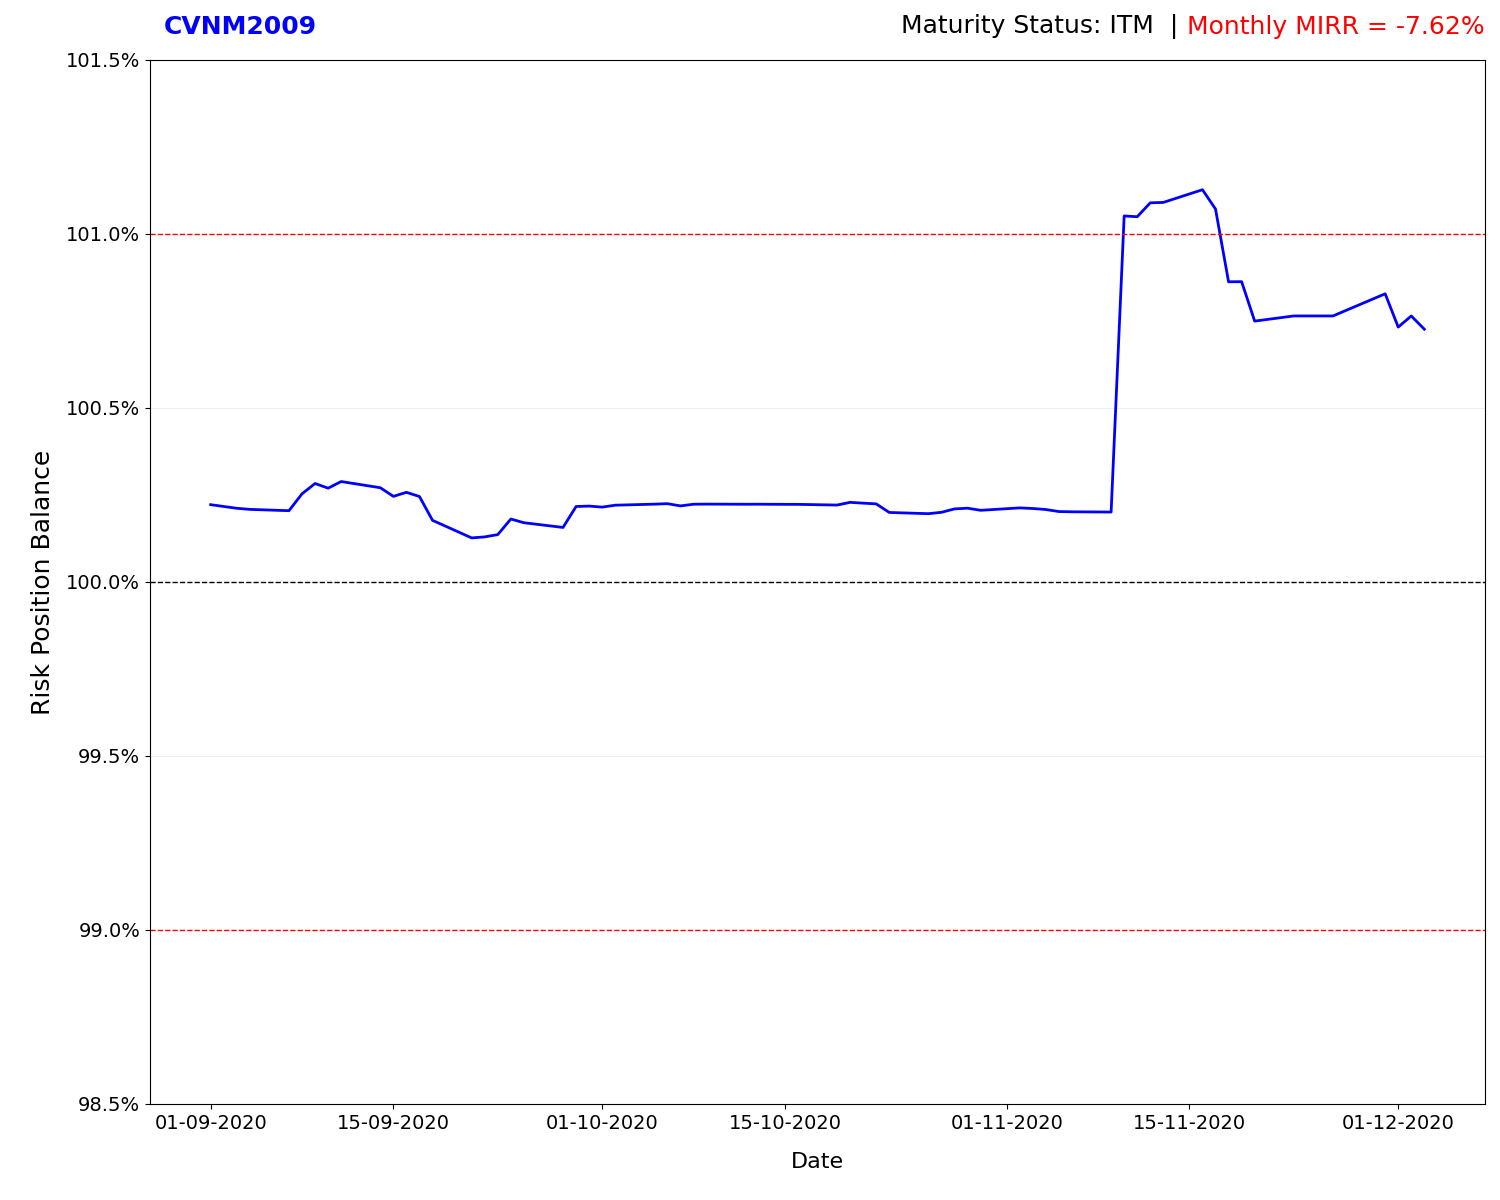 CVNM2009
Maturity Status: ITM | Monthly MIRR = -7.62%
101.5%
101.0%
100.5%
100.0%
99.5%
99.0%
98.5%
Risk Position Balance
01-09-2020 15-09-2020 01-10-2020 15-10-2020 01-11-2020 15-11-2020 01-12-2020
Date